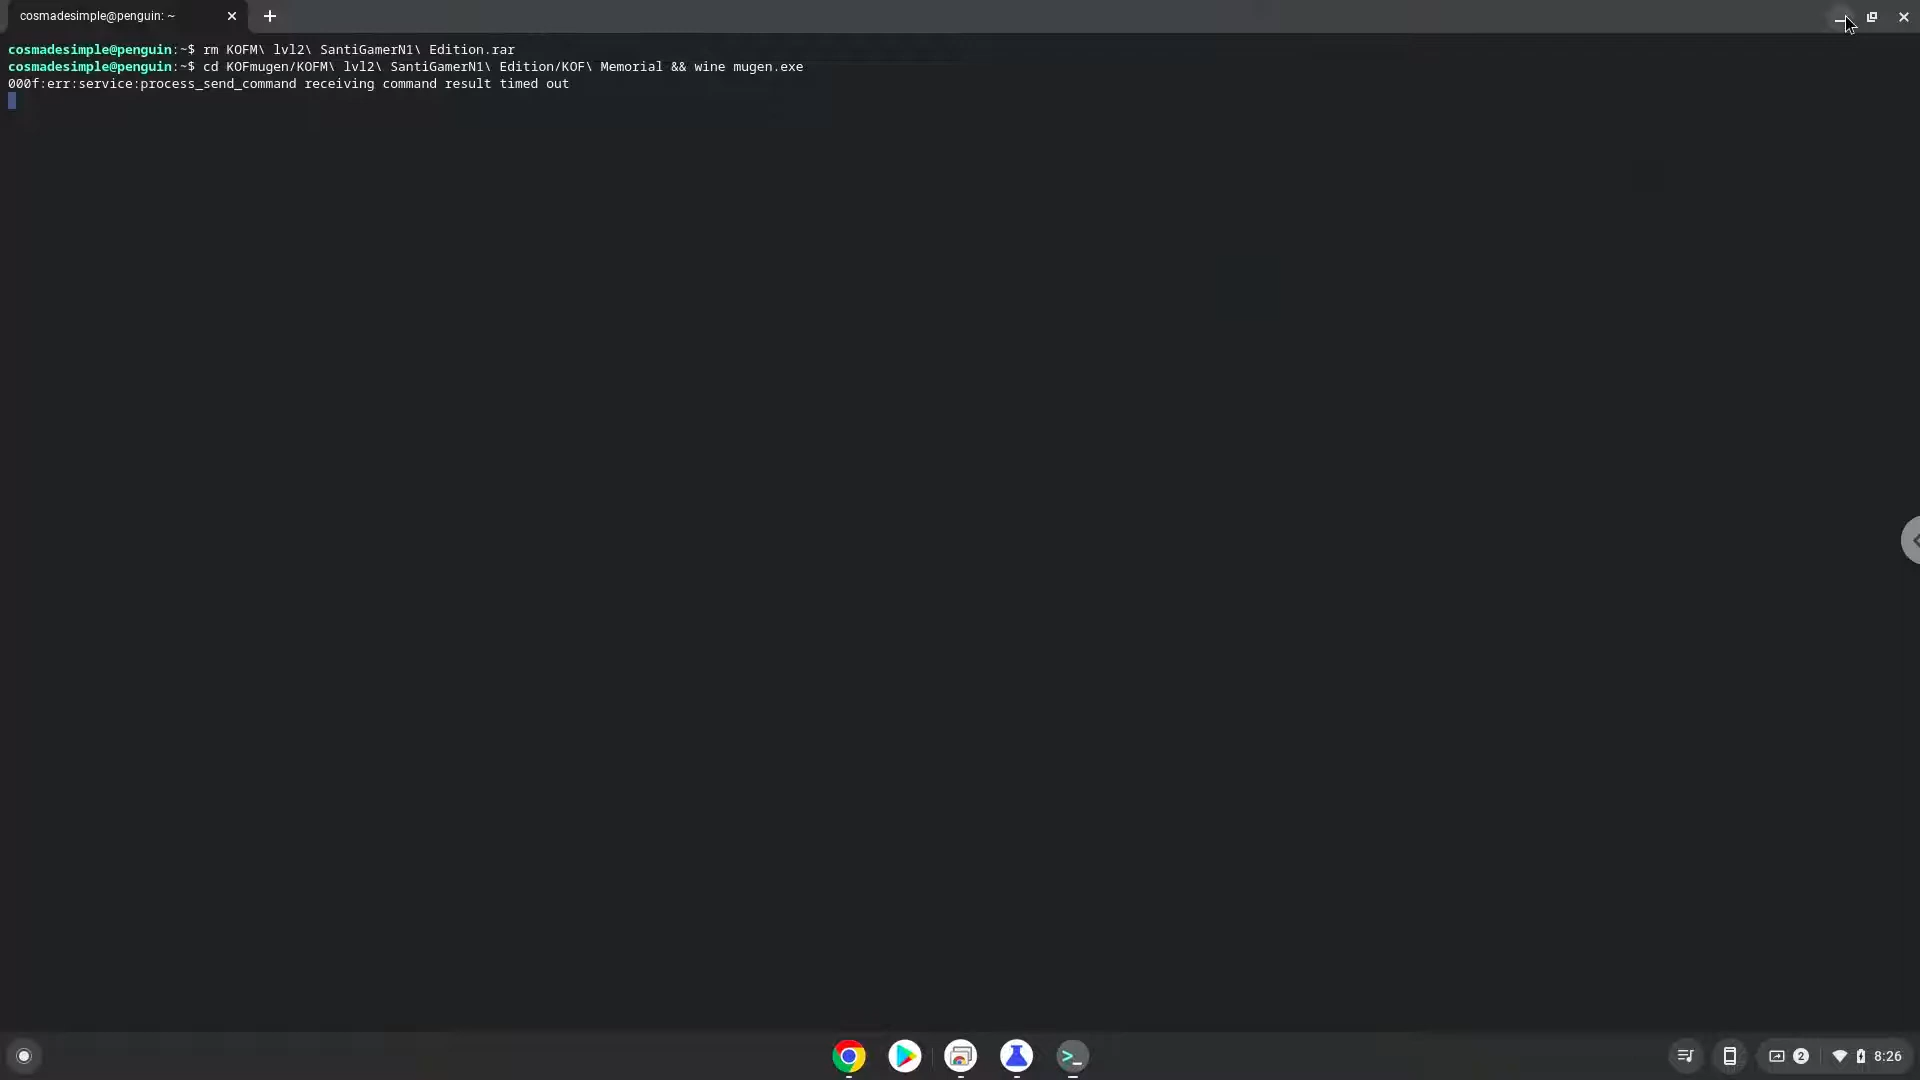 cosmadesimple@penguin: ~
cosmadesimple@penguin:~$ rm KOFM\ lvl2\ SantiGamerN1\ Edition.rar
cosmadesimple@penguin:~$ cd KOFmugen/KOFM\ lvl2\ SantiGamerN1\ Edition/KOF\ Memorial && wine mugen.exe
000f:err:service:process_send_command receiving command result timed out
>_
2
8:26